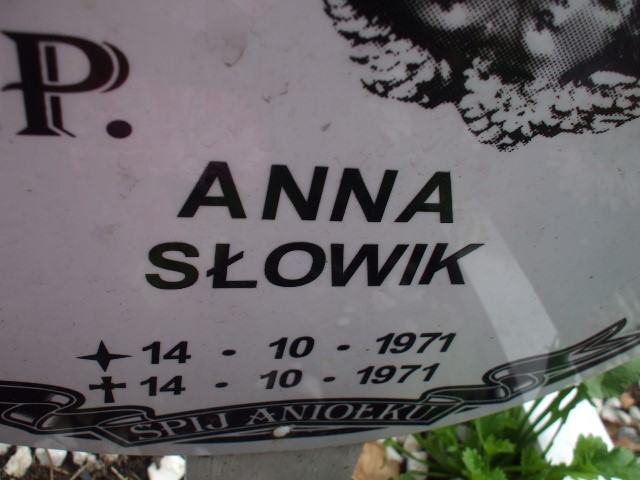 P.
ANNA
SŁOWIK
14 - 10 - 1971
14 - 10 - 1971
ŚPIJ ANIOŁKU